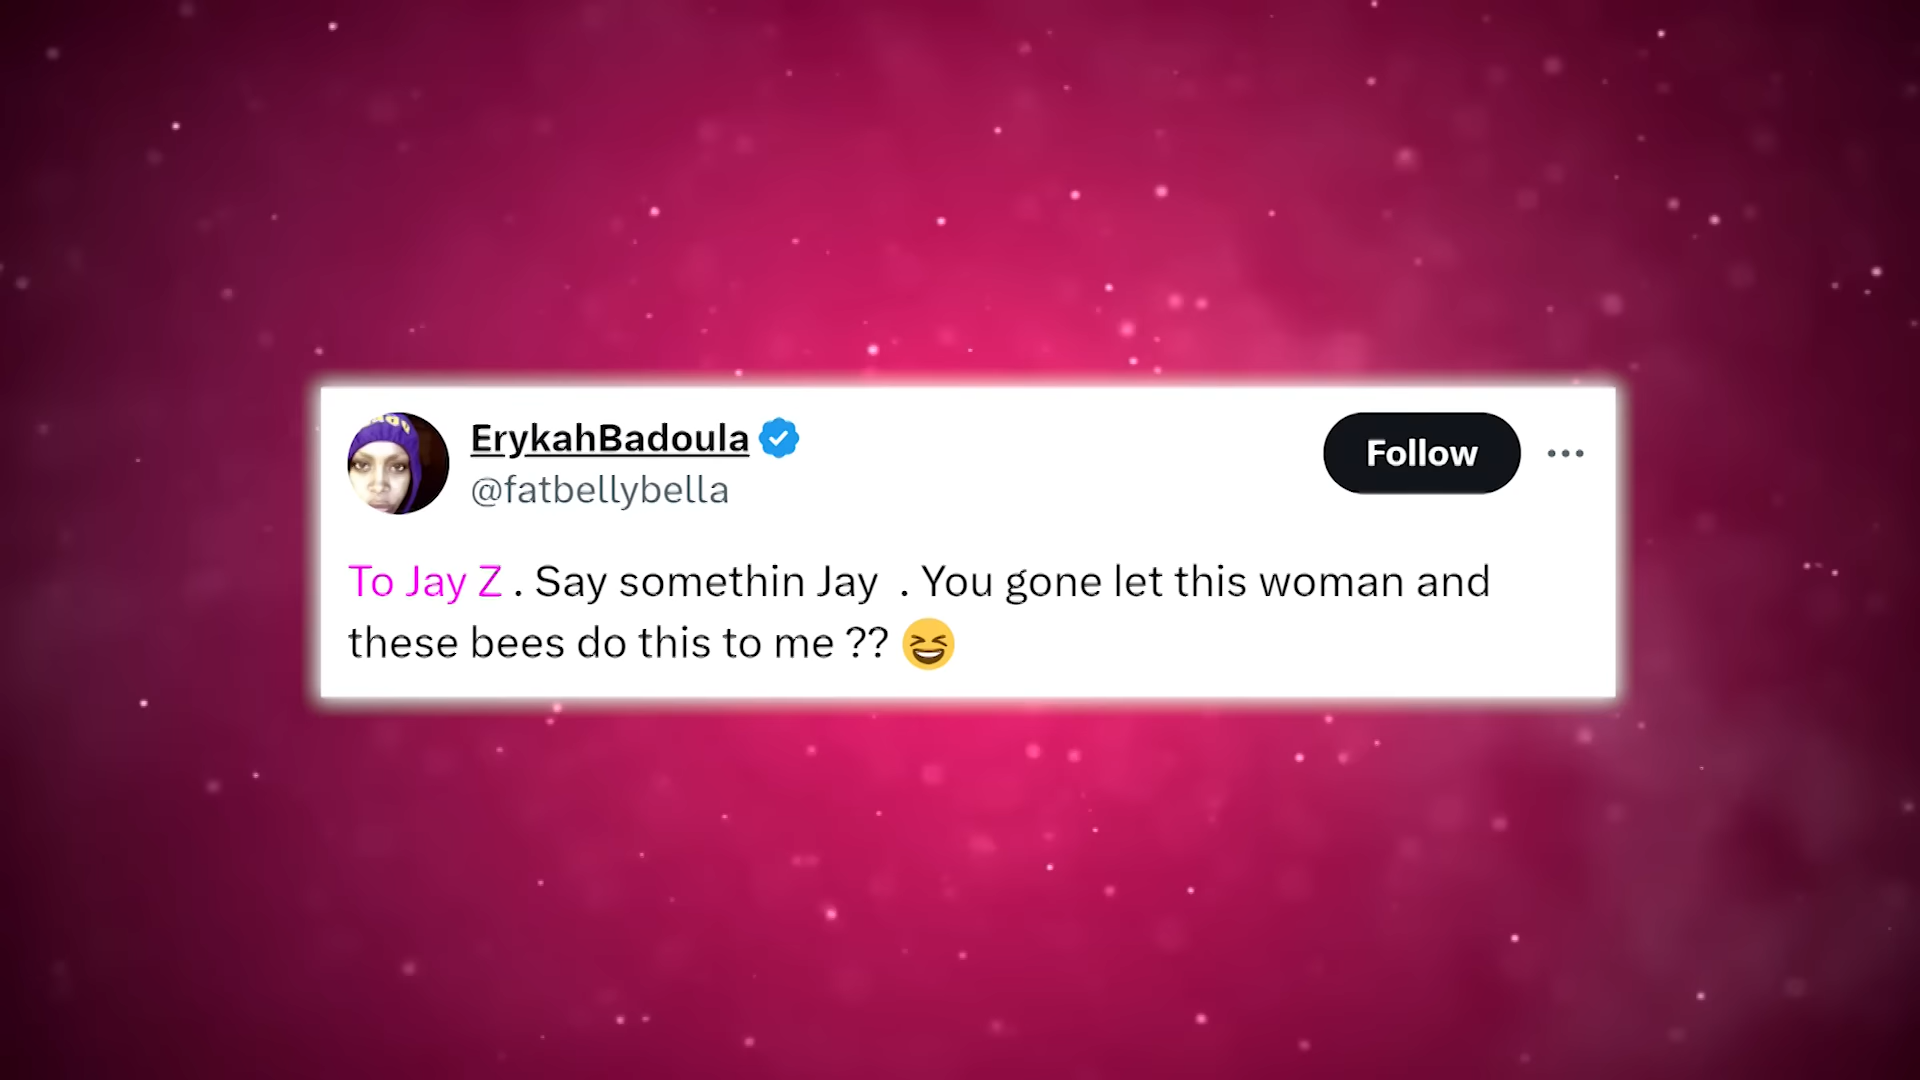 ErykahBadoula
@fatbellybella
Follow
To Jay Z . Say somethin Jay  . You gone let this woman and
these bees do this to me ?? 😆